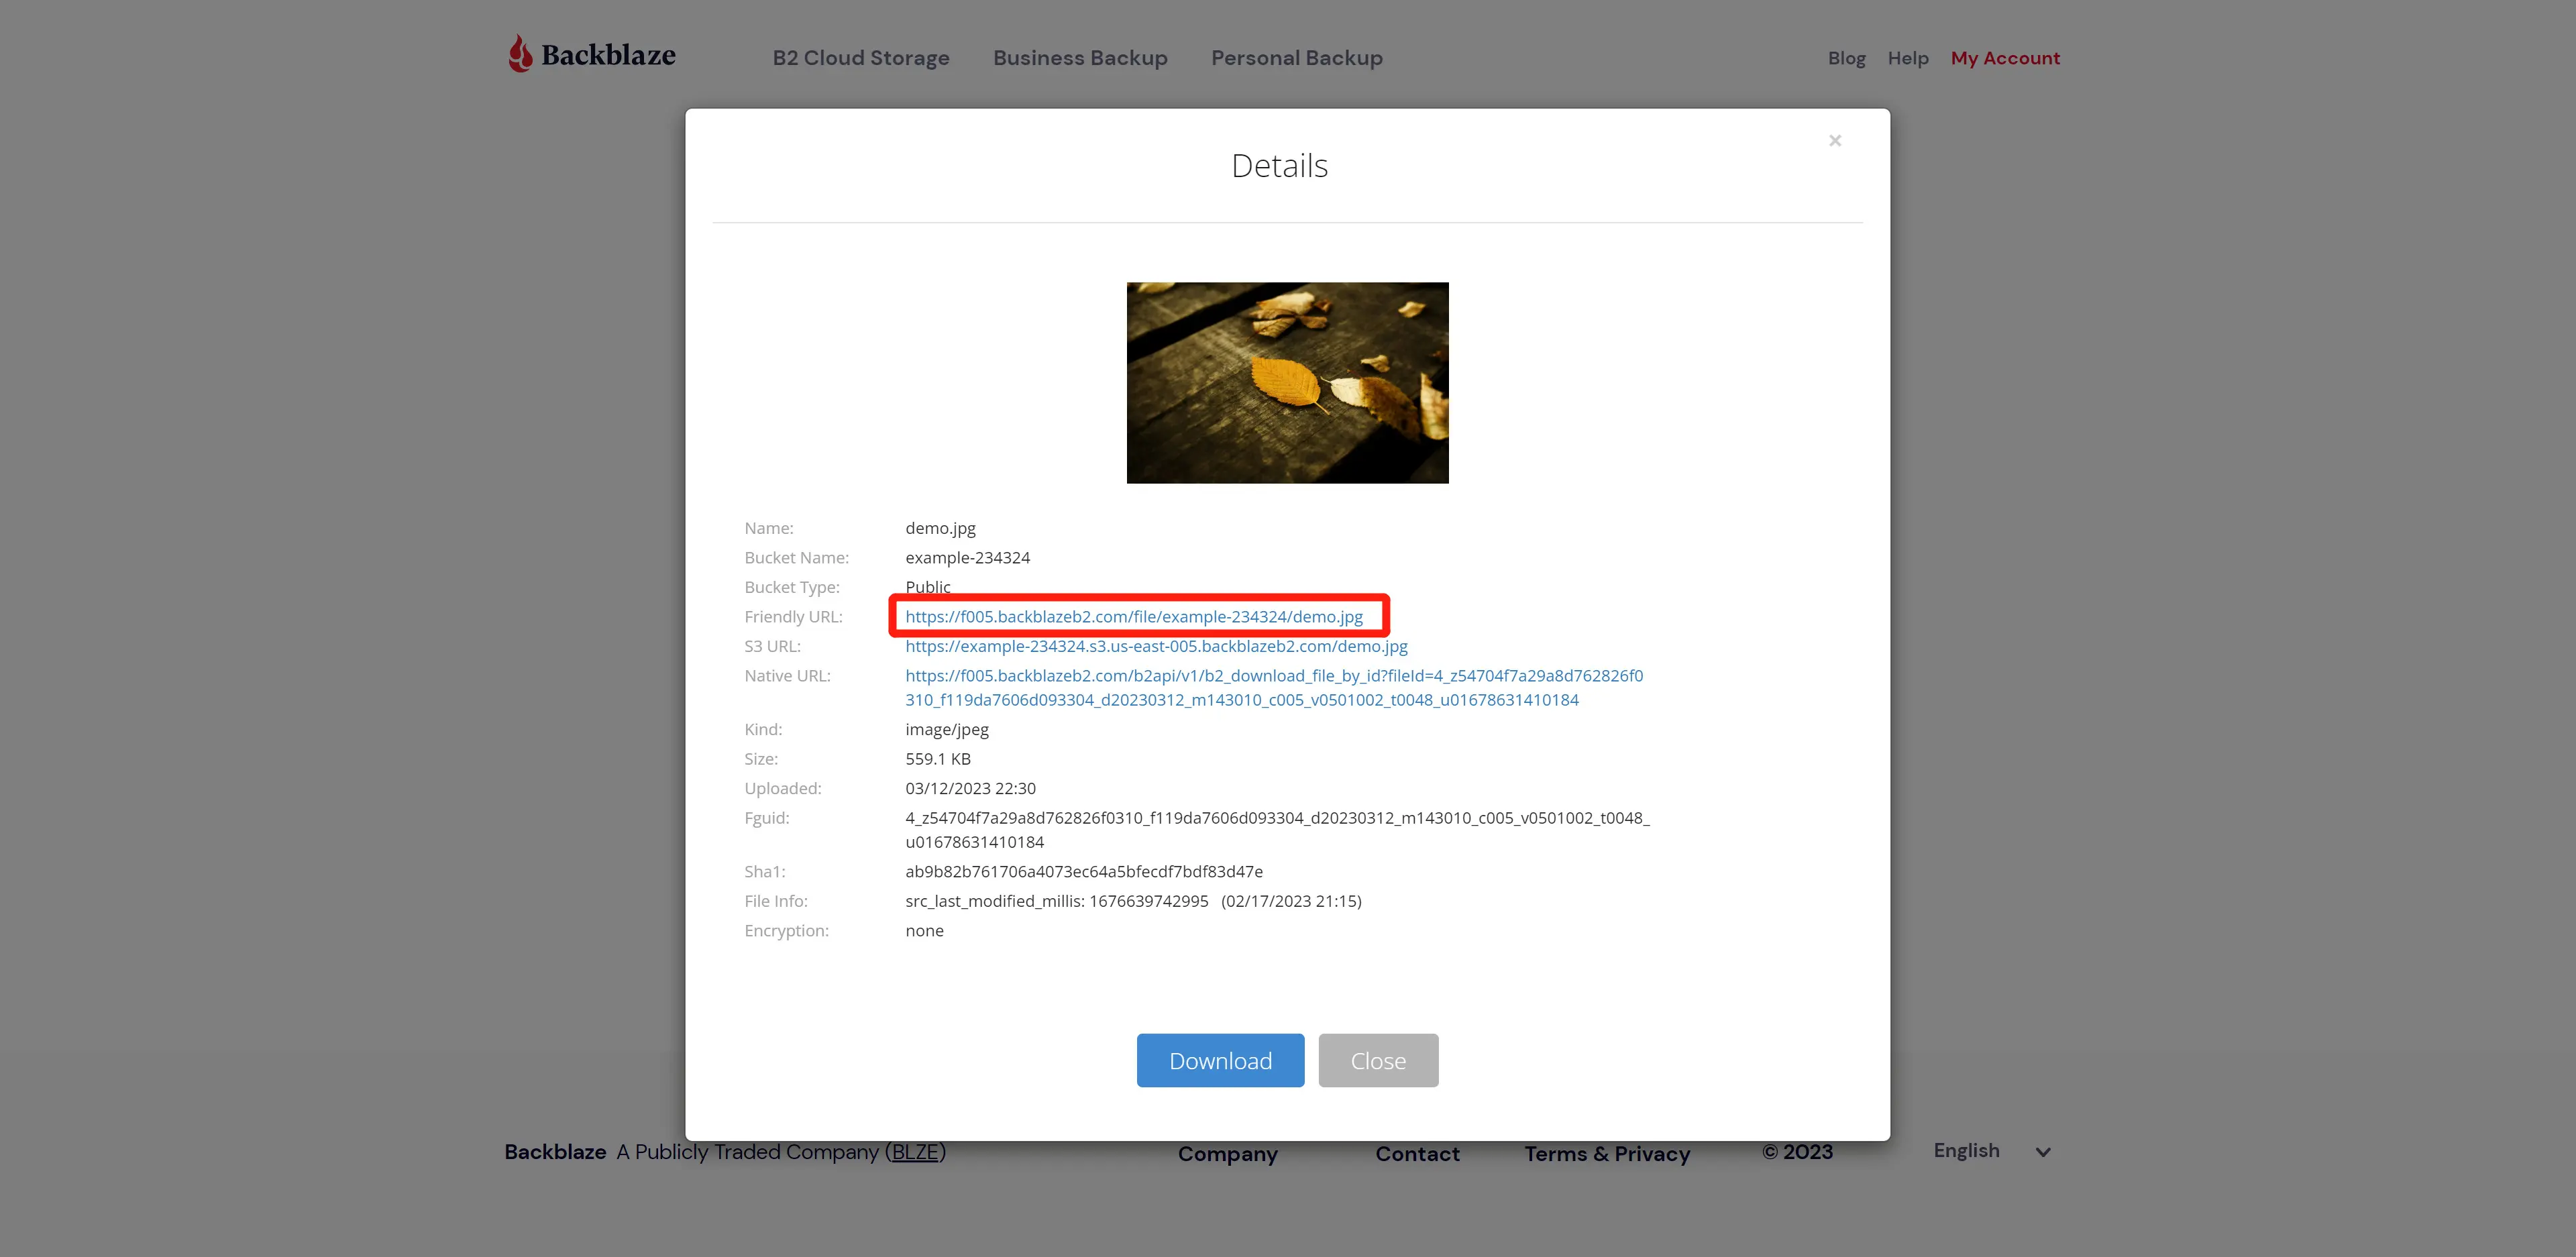 Backblaze B2 Cloud Storage Business Backup Personal Backup Blog Help My Account
×
Details
Name: demo.jpg
Bucket Name: example-234324
Bucket Type: Public
Friendly URL: https://f005.backblazeb2.com/file/example-234324/demo.jpg
S3 URL: https://example-234324.s3.us-east-005.backblazeb2.com/demo.jpg
Native URL: https://f005.backblazeb2.com/b2api/v1/b2_download_file_by_id?fileId=4_z54704f7a29a8d762826f0
310_f119da7606d093304_d20230312_m143010_c005_v0501002_t0048_u01678631410184
Kind: image/jpeg
Size: 559.1 KB
Uploaded: 03/12/2023 22:30
Fguid: 4_z54704f7a29a8d762826f0310_f119da7606d093304_d20230312_m143010_c005_v0501002_t0048_
u01678631410184
Sha1: ab9b82b761706a4073ec64a5bfecdf7bdf83d47e
File Info: src_last_modified_millis: 1676639742995 (02/17/2023 21:15)
Encryption: none
Download Close
Backblaze A Publicly Traded Company (BLZE) Company Contact Terms & Privacy © 2023 English